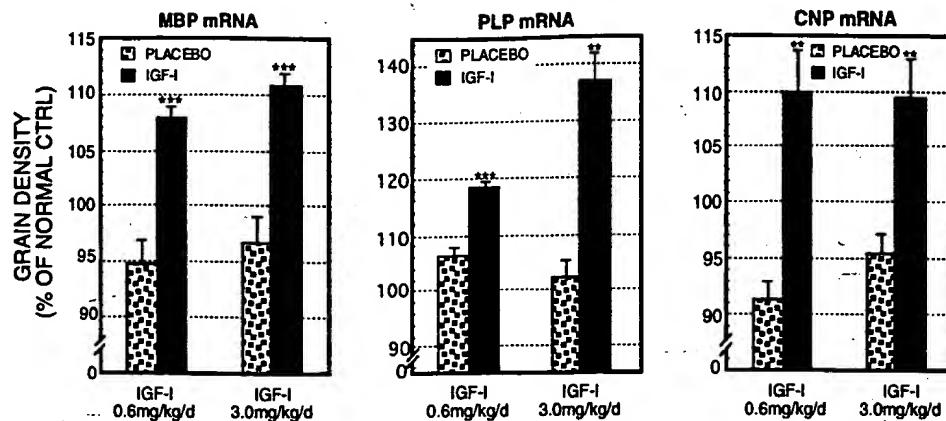 MBP mRNA
PLP mRNA
CNP mRNA
GRAIN DENSITY
(% OF NORMAL CTRL)
115
110
105
100
95
90
0
PLACEBO
IGF-I
***
***
IGF-I
0.6mg/kg/d
IGF-I
3.0mg/kg/d
140
130
120
110
100
90
0
PLACEBO
IGF-I
***
**
IGF-I
0.6mg/kg/d
IGF-I
3.0mg/kg/d
115
110
105
100
95
90
0
PLACEBO
IGF-I
**
**
IGF-I
0.6mg/kg/d
IGF-I
3.0mg/kg/d